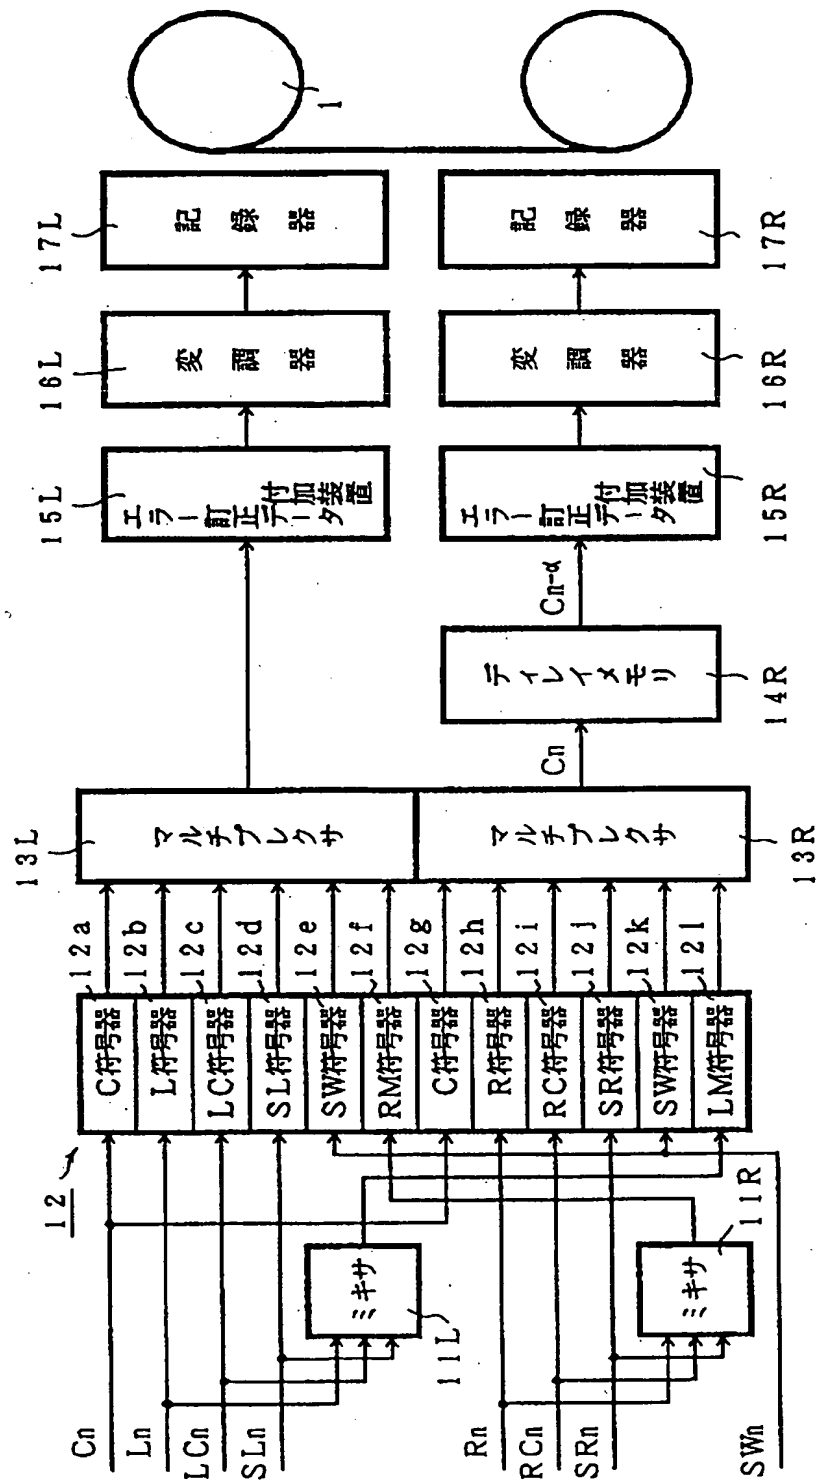 Cn
Ln
LCn
SLn
Rn
RCn
SRn
SWn
ミキサ
11L
ミキサ
11R
12
C符号器
L符号器
LC符号器
SL符号器
SW符号器
RM符号器
C符号器
R符号器
RC符号器
SR符号器
SW符号器
LM符号器
12a
12b
12c
12d
12e
12f
12g
12h
12i
12j
12k
12l
マルチプレクサ
13L
マルチプレクサ
13R
Cn
ディレイメモリ
14R
Cn-α
エラー訂正データ
付加装置
15L
エラー訂正データ
付加装置
15R
変調器
16L
変調器
16R
記録器
17L
記録器
17R
1